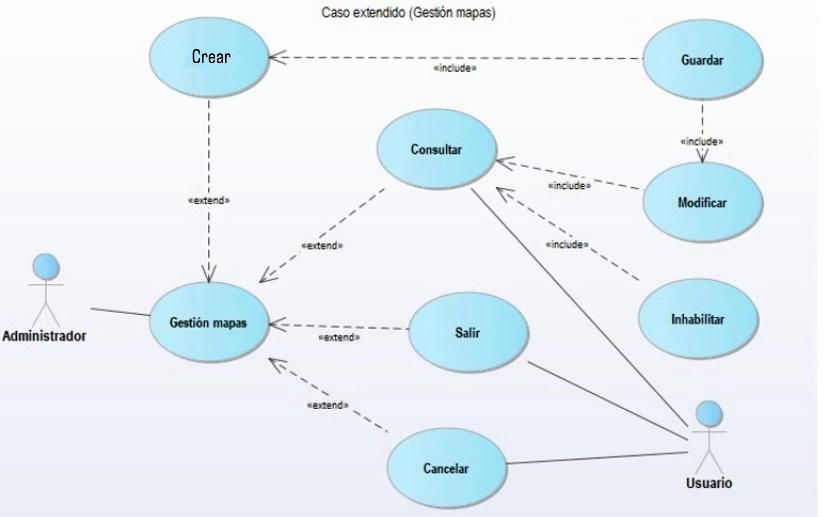 Caso extendido (Gestión mapas)
Crear
Guardar
«include»
«include»
Consultar
«include»
Modificar
«extend»
«extend»
«include»
Administrador
Gestión mapas
Salir
Inhabilitar
«extend»
«extend»
Cancelar
Usuario